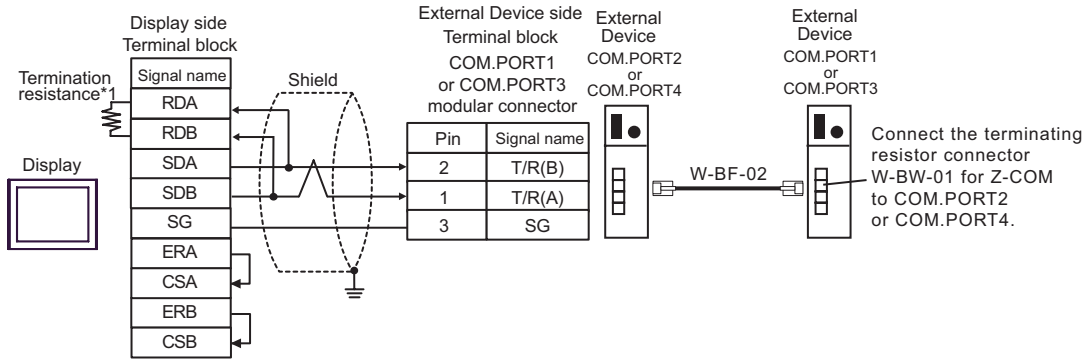 Display side
Terminal block
Termination
resistance*1
Display
Signal name
RDA
RDB
SDA
SDB
SG
ERA
CSA
ERB
CSB
Shield
External Device side
Terminal block
COM.PORT1
or COM.PORT3
modular connector
Pin Signal name
2 T/R(B)
1 T/R(A)
3 SG
External
Device
COM.PORT2
or
COM.PORT4
W-BF-02
External
Device
COM.PORT1
or
COM.PORT3
Connect the terminating
resistor connector
W-BW-01 for Z-COM
to COM.PORT2
or COM.PORT4.